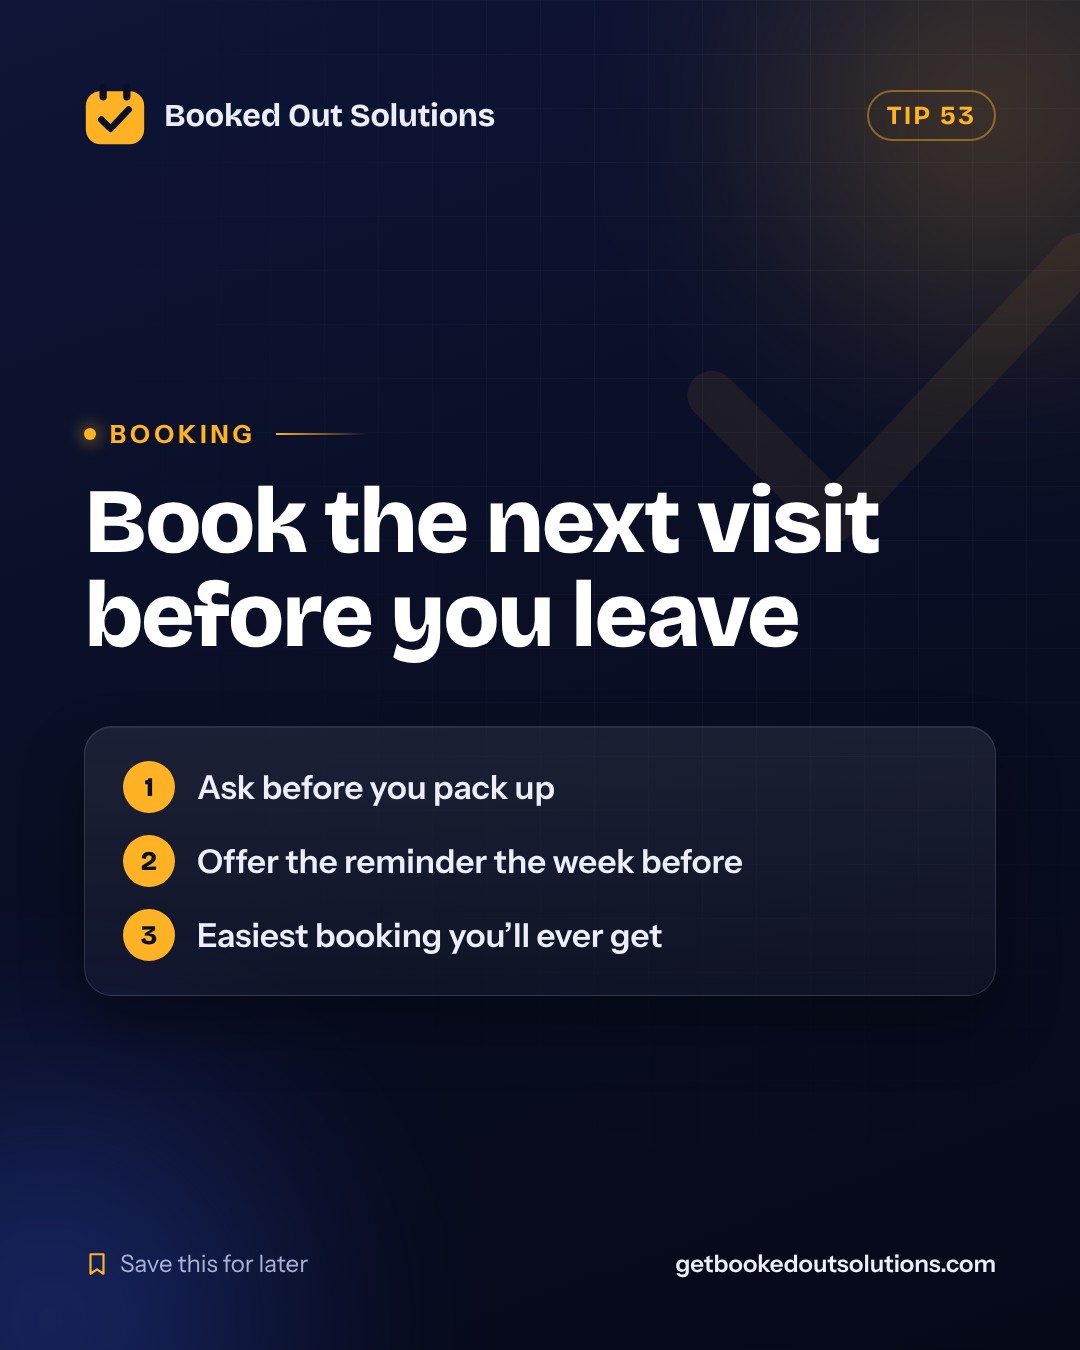 Booked Out Solutions
TIP 53
BOOKING
Book the next visit
before you leave
1 Ask before you pack up
2 Offer the reminder the week before
3 Easiest booking you’ll ever get
Save this for later
getbookedoutsolutions.com